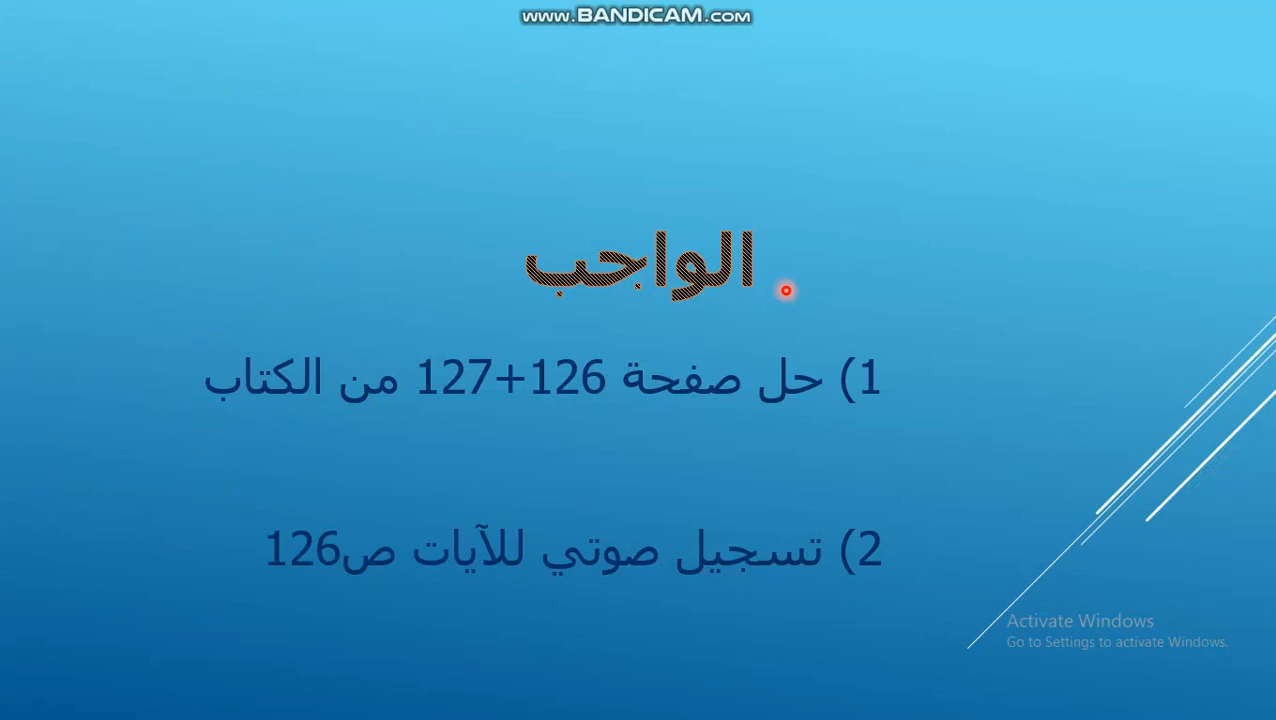 www.BANDICAM.com
الواجب
1) حل صفحة 126+127 من الكتاب
2) تسجيل صوتي للآيات ص126
Activate Windows
Go to Settings to activate Windows.